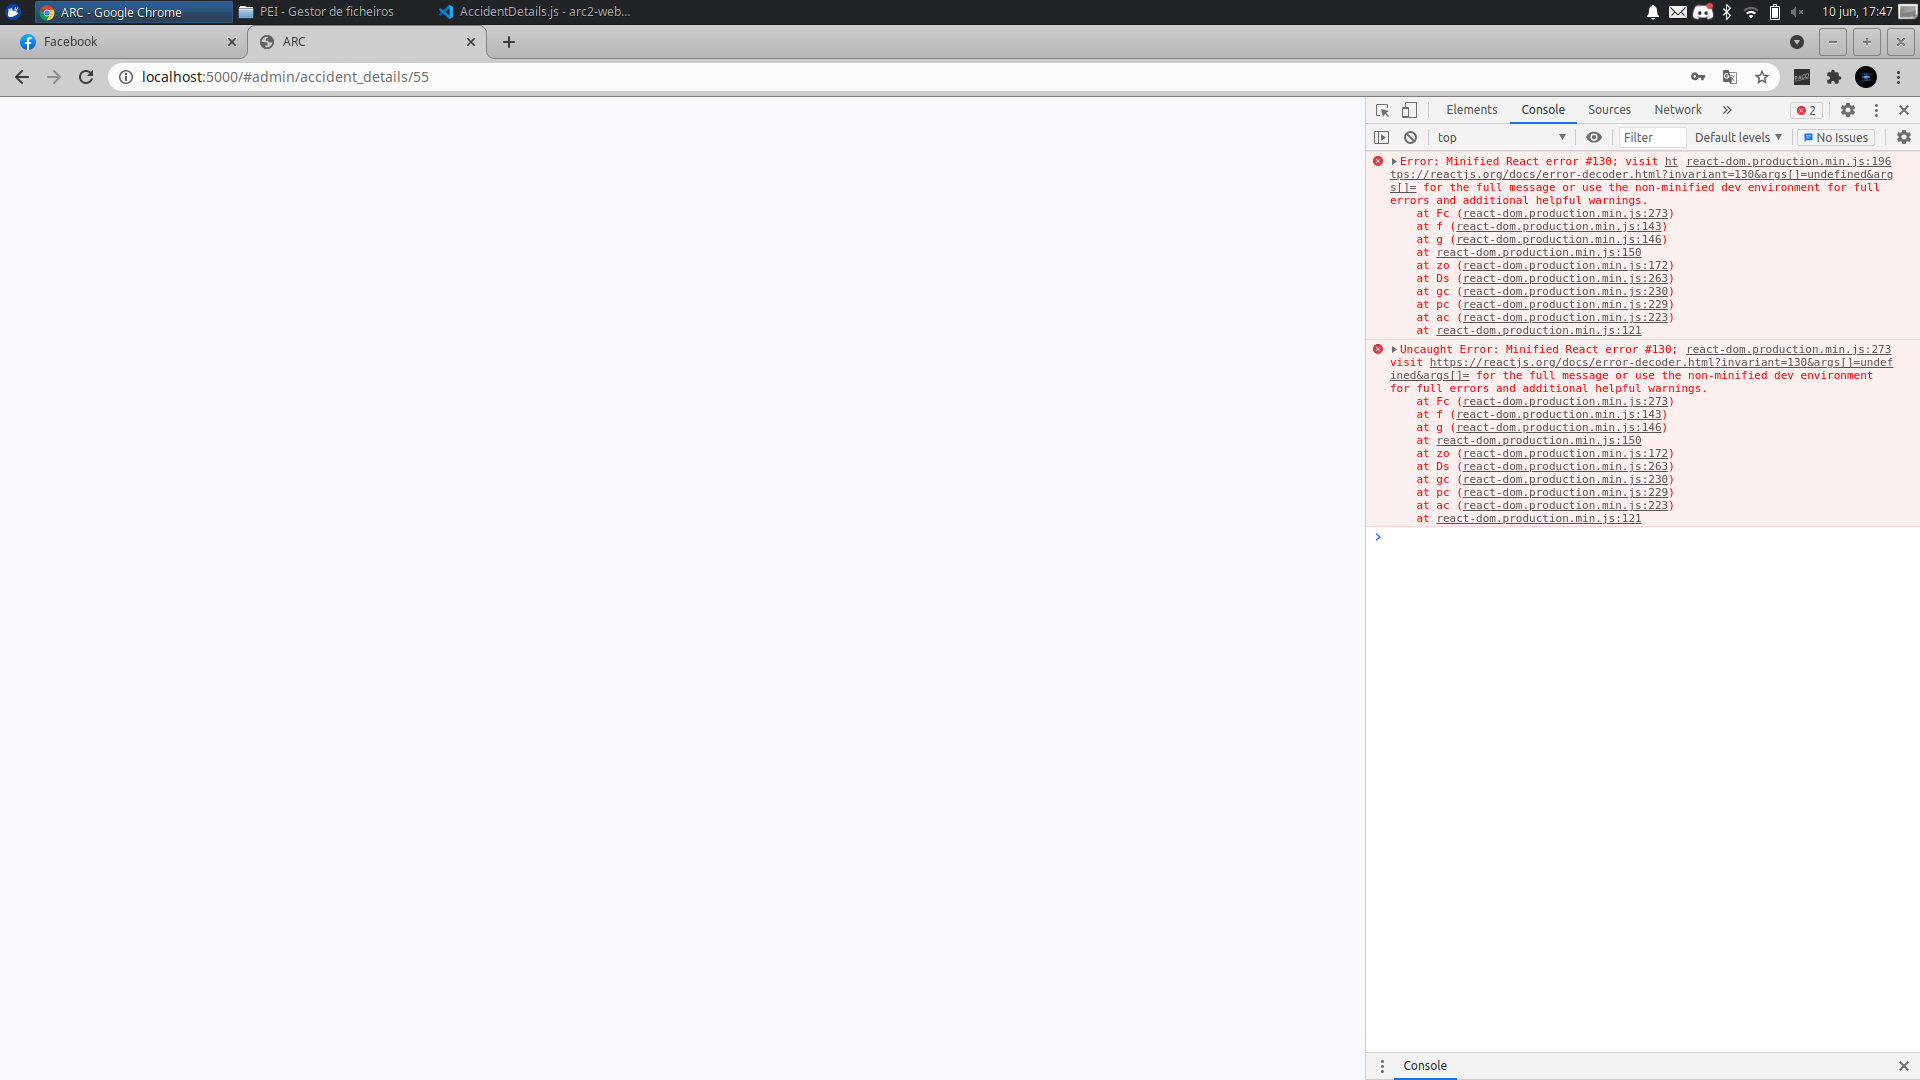 ARC - Google Chrome
PEI - Gestor de ficheiros
AccidentDetails.js - arc2-web...
10 jun, 17:47
Facebook
ARC
localhost:5000/#admin/accident_details/55
Elements
Console
Sources
Network
2
top
Filter
Default levels
No Issues
Error: Minified React error #130; visit ht react-dom.production.min.js:196
tps://reactjs.org/docs/error-decoder.html?invariant=130&args[]=undefined&arg
s[]= for the full message or use the non-minified dev environment for full
errors and additional helpful warnings.
at Fc (react-dom.production.min.js:273)
at f (react-dom.production.min.js:143)
at g (react-dom.production.min.js:146)
at react-dom.production.min.js:150
at zo (react-dom.production.min.js:172)
at Ds (react-dom.production.min.js:263)
at gc (react-dom.production.min.js:230)
at pc (react-dom.production.min.js:229)
at ac (react-dom.production.min.js:223)
at react-dom.production.min.js:121
Uncaught Error: Minified React error #130; react-dom.production.min.js:273
visit https://reactjs.org/docs/error-decoder.html?invariant=130&args[]=undef
ined&args[]= for the full message or use the non-minified dev environment
for full errors and additional helpful warnings.
at Fc (react-dom.production.min.js:273)
at f (react-dom.production.min.js:143)
at g (react-dom.production.min.js:146)
at react-dom.production.min.js:150
at zo (react-dom.production.min.js:172)
at Ds (react-dom.production.min.js:263)
at gc (react-dom.production.min.js:230)
at pc (react-dom.production.min.js:229)
at ac (react-dom.production.min.js:223)
at react-dom.production.min.js:121
Console